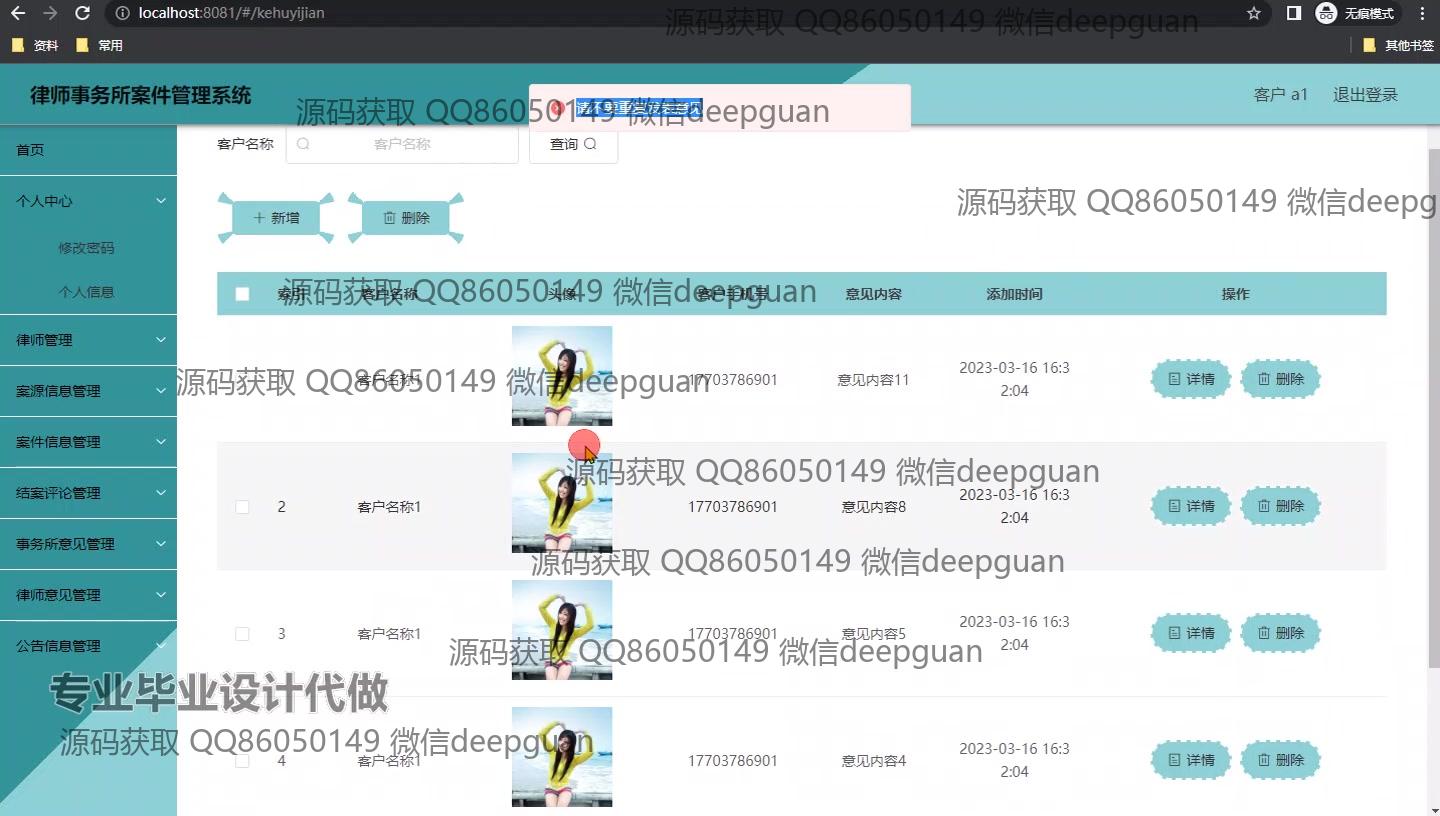 localhost:8081/#/kehuyijian
无痕模式
资料
常用
其他书签
源码获取 QQ86050149 微信deepguan
律师事务所案件管理系统
源码获取 QQ86050149 微信deepguan
客户 a1
退出登录
首页
客户名称
客户名称
查询
个人中心
源码获取 QQ86050149 微信deepg
新增
删除
修改密码
个人信息
源码获取 QQ86050149 微信deepguan
索引
客户名称
头像
客户手机号
意见内容
添加时间
操作
律师管理
案源信息管理
源码获取 QQ86050149 微信deepguan
客户名称1
17703786901
意见内容11
2023-03-16 16:3
2:04
详情
删除
案件信息管理
源码获取 QQ86050149 微信deepguan
结案评论管理
2
客户名称1
17703786901
意见内容8
2023-03-16 16:3
2:04
详情
删除
事务所意见管理
源码获取 QQ86050149 微信deepguan
律师意见管理
3
客户名称1
17703786901
意见内容5
2023-03-16 16:3
2:04
详情
删除
公告信息管理
源码获取 QQ86050149 微信deepguan
专业毕业设计代做
源码获取 QQ86050149 微信deepguan
4
客户名称1
17703786901
意见内容4
2023-03-16 16:3
2:04
详情
删除